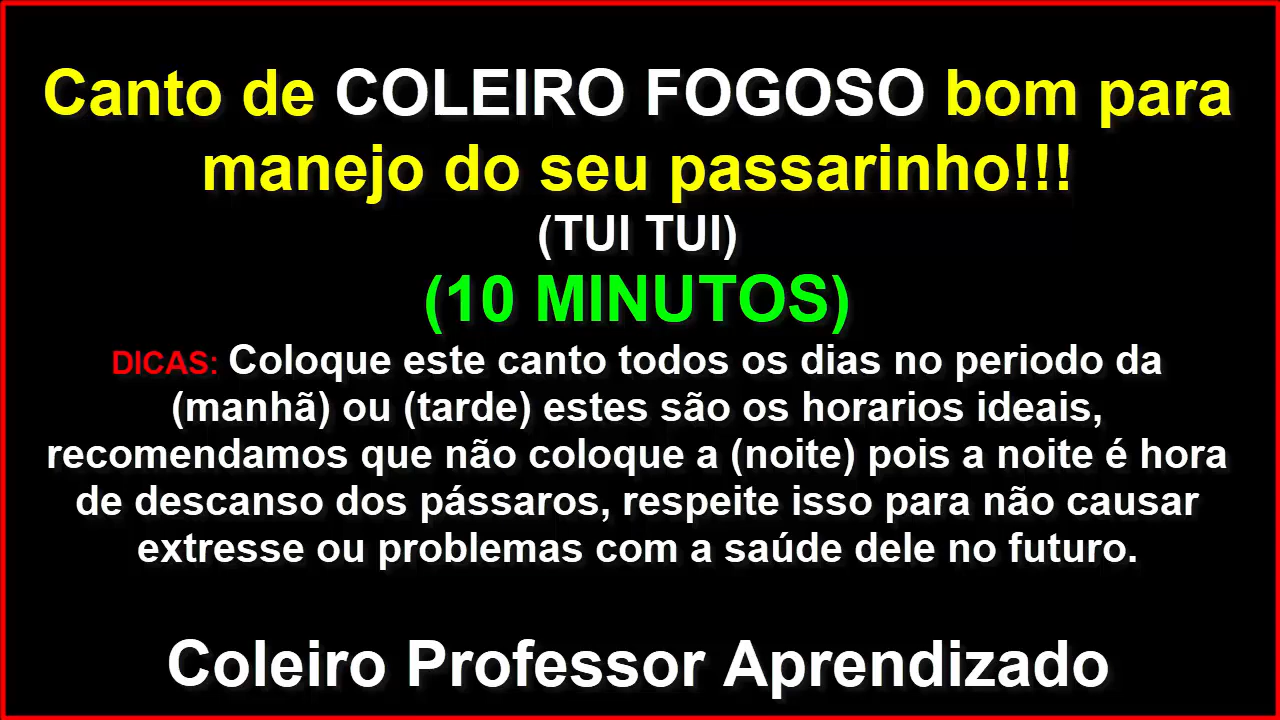 Canto de COLEIRO FOGOSO bom para
manejo do seu passarinho!!!
(TUI TUI)
(10 MINUTOS)
DICAS: Coloque este canto todos os dias no periodo da
(manhã) ou (tarde) estes são os horarios ideais,
recomendamos que não coloque a (noite) pois a noite é hora
de descanso dos pássaros, respeite isso para não causar
extresse ou problemas com a saúde dele no futuro.
Coleiro Professor Aprendizado